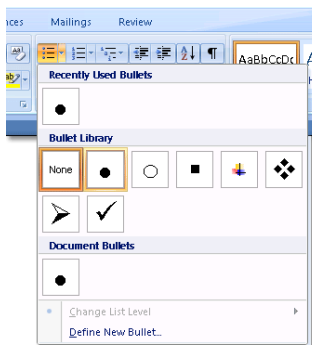 nces Mailings Review
AaBbCcDc
Recently Used Bullets
Bullet Library
None
Document Bullets
Change List Level
Define New Bullet...